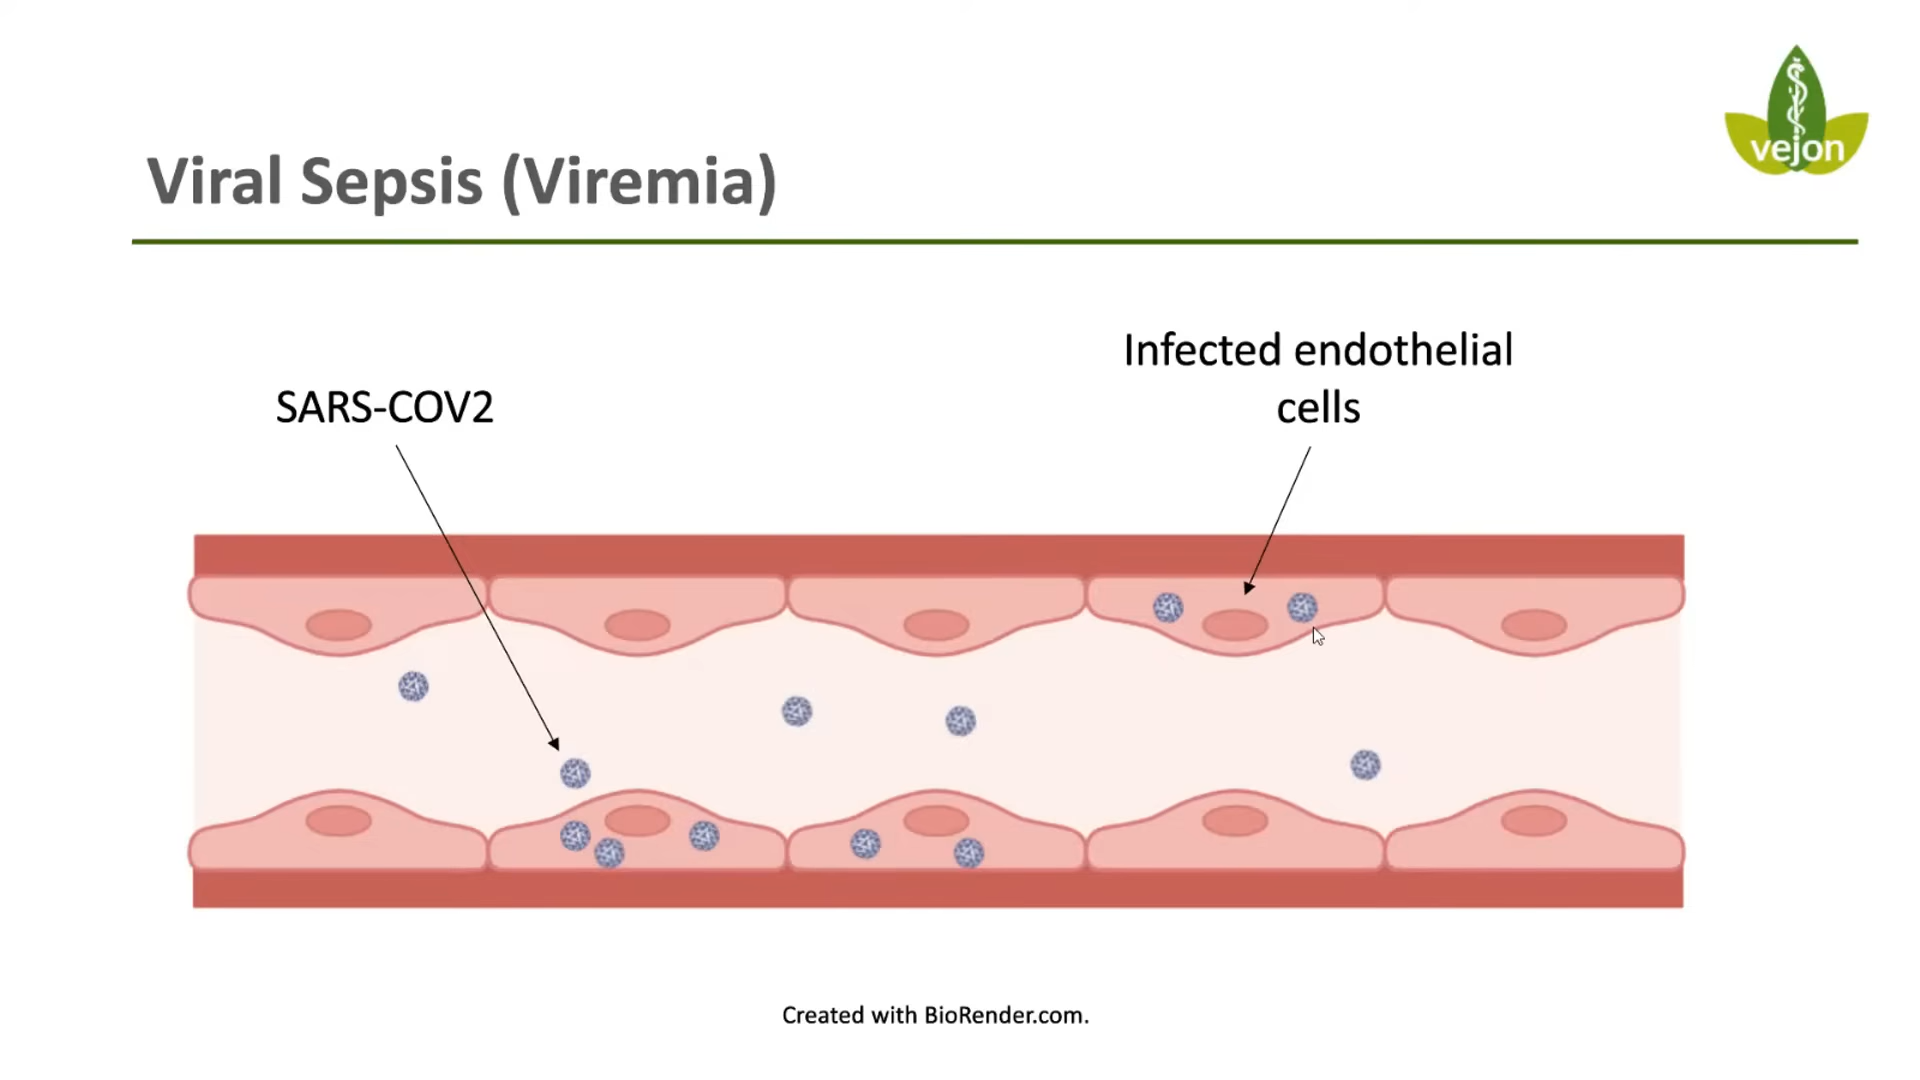 vejon
Viral Sepsis (Viremia)
Infected endothelial
cells
SARS-COV2
Created with BioRender.com.